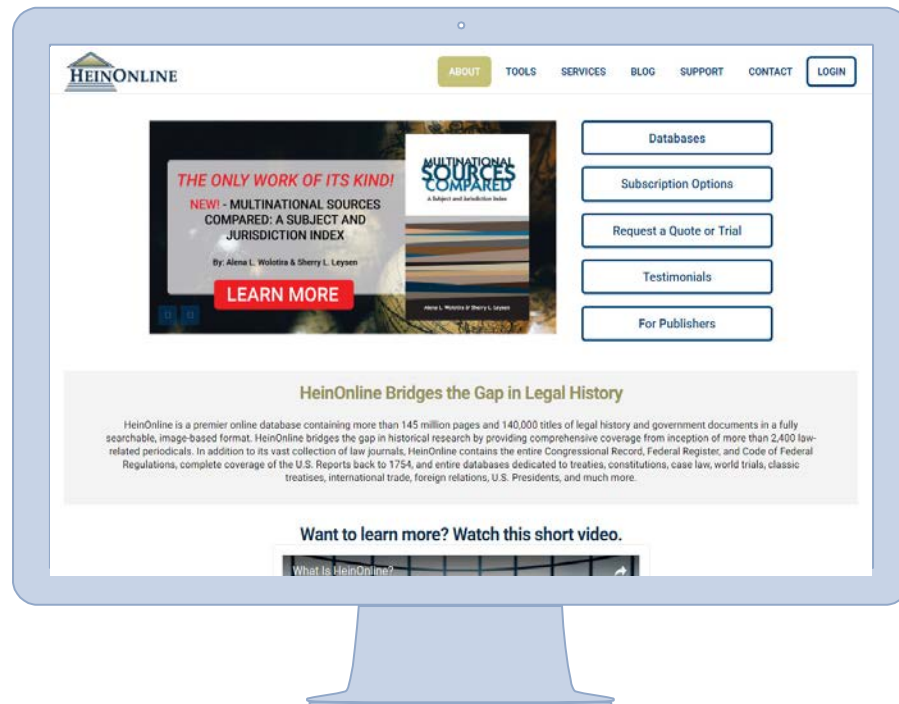 HEINONLINE
ABOUT TOOLS SERVICES BLOG SUPPORT CONTACT LOGIN
THE ONLY WORK OF ITS KIND!
NEW! - MULTINATIONAL SOURCES
COMPARED: A SUBJECT AND
JURISDICTION INDEX
By: Alena L. Wolotira & Sherry L. Leysen
LEARN MORE
MULTINATIONAL
SOURCES
COMPARED
A Subject and Jurisdiction Index
Alena L. Wolotira & Sherry L. Leysen
Databases
Subscription Options
Request a Quote or Trial
Testimonials
For Publishers
HeinOnline Bridges the Gap in Legal History
HeinOnline is a premier online database containing more than 145 million pages and 140,000 titles of legal history and government documents in a fully
searchable, image-based format. HeinOnline bridges the gap in historical research by providing comprehensive coverage from inception of more than 2,400 law-
related periodicals. In addition to its vast collection of law journals, HeinOnline contains the entire Congressional Record, Federal Register, and Code of Federal
Regulations, complete coverage of the U.S. Reports back to 1754, and entire databases dedicated to treaties, constitutions, case law, world trials, classic
treatises, international trade, foreign relations, U.S. Presidents, and much more.
Want to learn more? Watch this short video.
What Is HeinOnline?